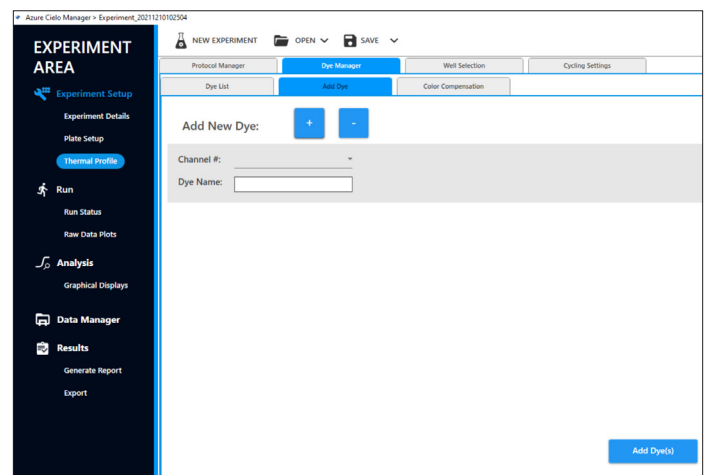 Azure Cielo Manager > Experiment_20211210102504
EXPERIMENT
AREA
Experiment Setup
Experiment Details
Plate Setup
Thermal Profile
Run
Run Status
Raw Data Plots
Analysis
Graphical Displays
Data Manager
Results
Generate Report
Export
NEW EXPERIMENT OPEN SAVE
Protocol Manager Dye Manager Well Selection Cycling Settings
Dye List Add Dye Color Compensation
Add New Dye: + -
Channel #:
Dye Name:
Add Dye(s)